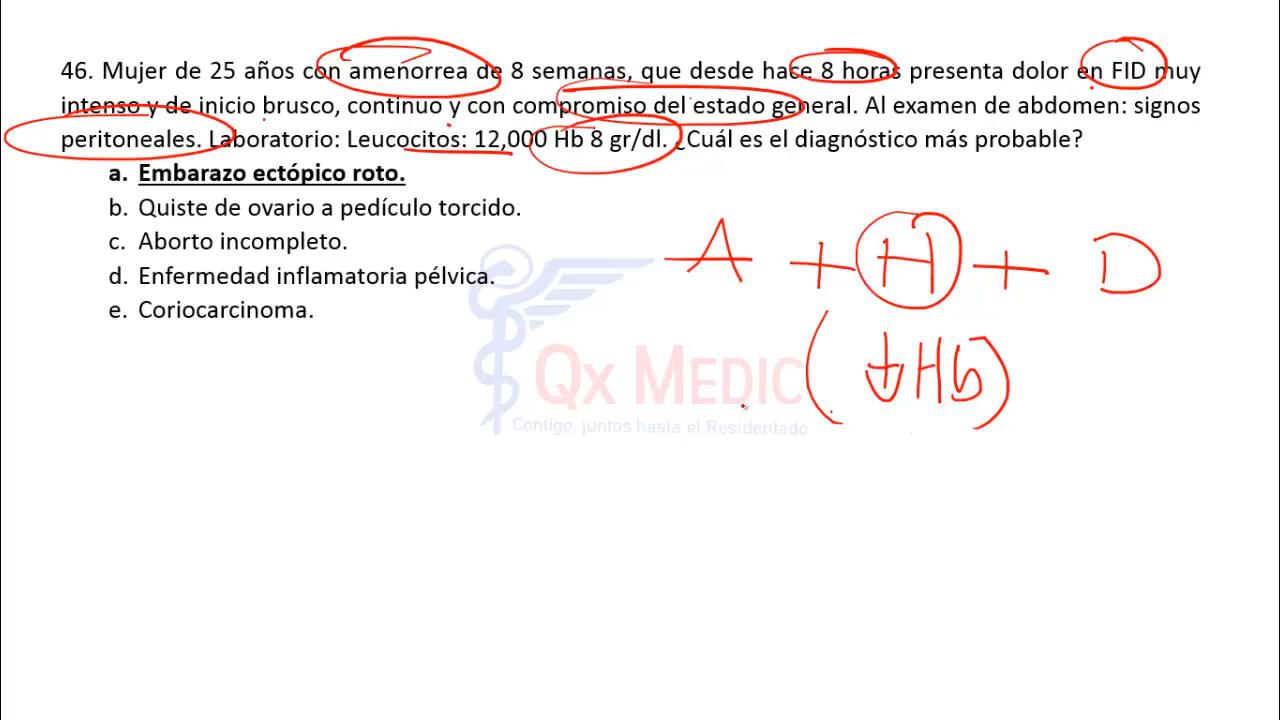 46. Mujer de 25 años con amenorrea de 8 semanas, que desde hace 8 horas presenta dolor en FID muy
intenso y de inicio brusco, continuo y con compromiso del estado general. Al examen de abdomen: signos
peritoneales. Laboratorio: Leucocitos: 12,000 Hb 8 gr/dl. ¿Cuál es el diagnóstico más probable?
a. Embarazo ectópico roto.
b. Quiste de ovario a pedículo torcido.
c. Aborto incompleto.
d. Enfermedad inflamatoria pélvica.
e. Coriocarcinoma.
A + H + D
(↓Hb)
Qx MEDIC
Contigo, juntos hasta el Residentado